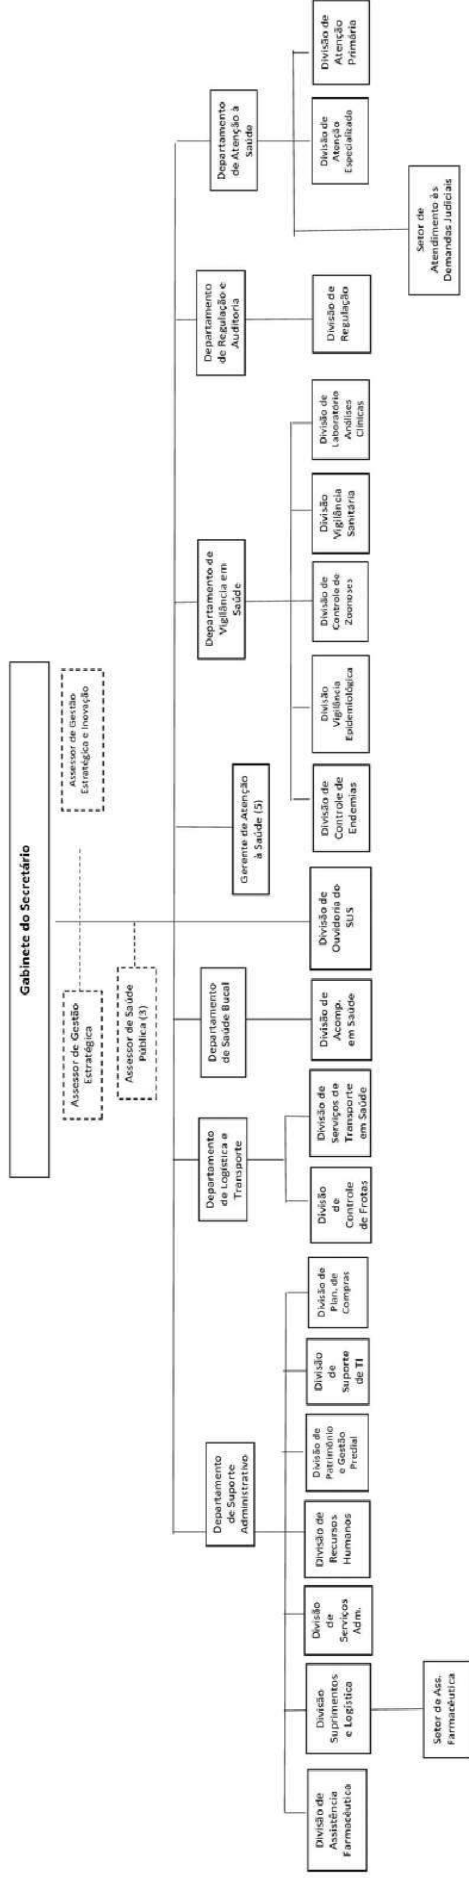 Gabinete do Secretário
Assessor de Gestão
Estratégica
Assessor de Gestão
Estratégica e Inovação
Assessor de Saúde
Pública (3)
Departamento
de Suporte
Administrativo
Departamento
de Logística e
Transporte
Departamento
de Saúde Bucal
Gerente de Atenção
à Saúde (5)
Departamento de
Vigilância em
Saúde
Departamento
de Regulação e
Auditoria
Departamento
de Atenção à
Saúde
Divisão de
Assistência
Farmacêutica
Divisão
Suprimentos
e Logística
Divisão
de
Serviços
Adm.
Divisão de
Recursos
Humanos
Divisão de
Patrimônio
e Gestão
Predial
Divisão
de
Suporte
de TI
Divisão de
Plan. de
Compras
Divisão
de
Controle
de Frotas
Divisão de
Serviços de
Transporte
em Saúde
Divisão de
Acomp.
em Saúde
Divisão de
Ouvidoria do
SUS
Divisão de
Controle de
Endemias
Divisão
Vigilância
Epidemiológica
Divisão de
Controle de
Zoonoses
Divisão
Vigilância
Sanitária
Divisão de
Laboratório
Análises
Clínicas
Divisão de
Regulação
Divisão de
Atenção
Especializada
Divisão de
Atenção
Primária
Setor de Ass.
Farmacêutica
Setor de
Atendimento às
Demandas Judiciais